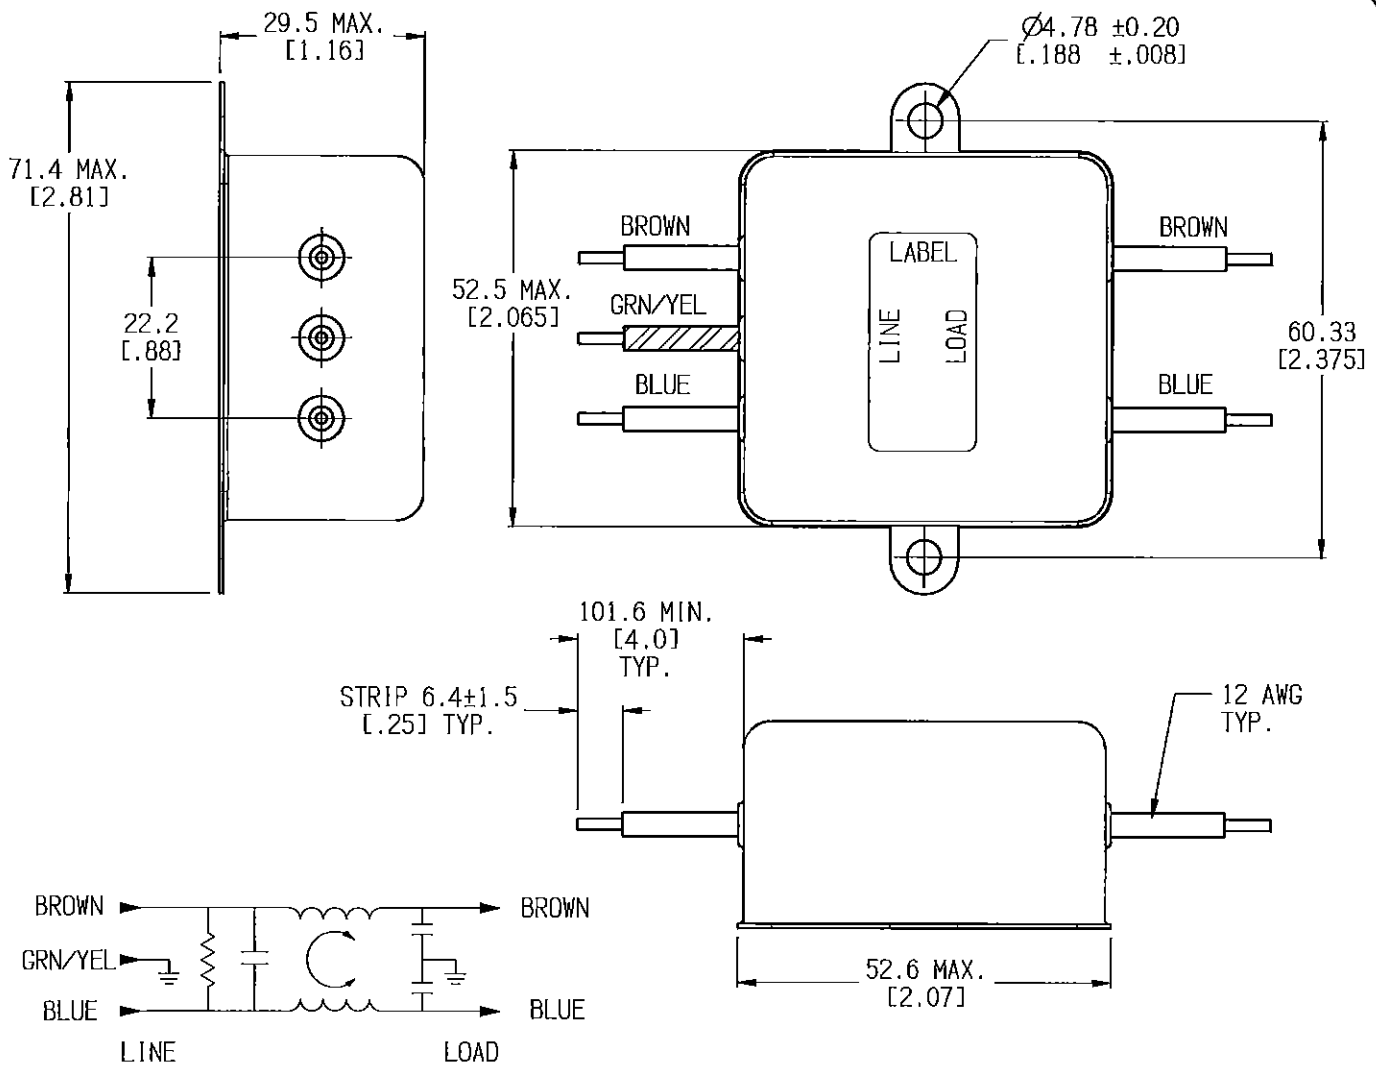 29.5 MAX.
[1.16]
Ø4.78 ±0.20
[.188 ±.008]
71.4 MAX.
[2.81]
22.2
[.88]
52.5 MAX.
[2.065]
BROWN
GRN/YEL
BLUE
LABEL
LINE
LOAD
BROWN
BLUE
60.33
[2.375]
101.6 MIN.
[4.0]
TYP.
STRIP 6.4±1.5
[.25] TYP.
12 AWG
TYP.
52.6 MAX.
[2.07]
BROWN
BROWN
GRN/YEL
BLUE
BLUE
LINE
LOAD